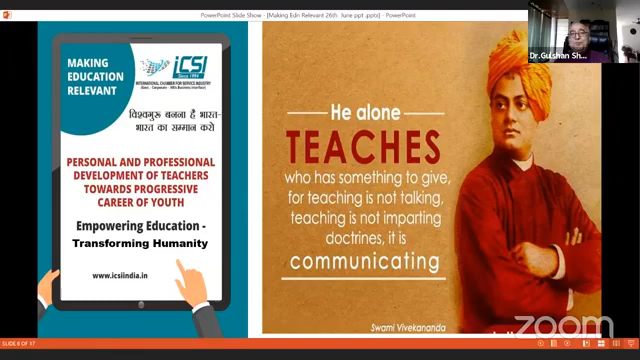 PowerPoint Slide Show - [Making Edn Relevant 26th June ppt .pptx] - PowerPoint
Dr.Gulshan Sh...
MAKING
EDUCATION
RELEVANT
iCSI
Since 1994
INTERNATIONAL CHAMBER FOR SERVICE INDUSTRY
विश्वगुरु बनना है भारत-
भारत का सम्मान करो
PERSONAL AND PROFESSIONAL
DEVELOPMENT OF TEACHERS
TOWARDS PROGRESSIVE
CAREER OF YOUTH
Empowering Education -
Transforming Humanity
www.icsiindia.in
He alone
TEACHES
who has something to give,
for teaching is not talking,
teaching is not imparting
doctrines, it is
communicating
Swami Vivekananda
zoom
SLIDE 8 OF 17